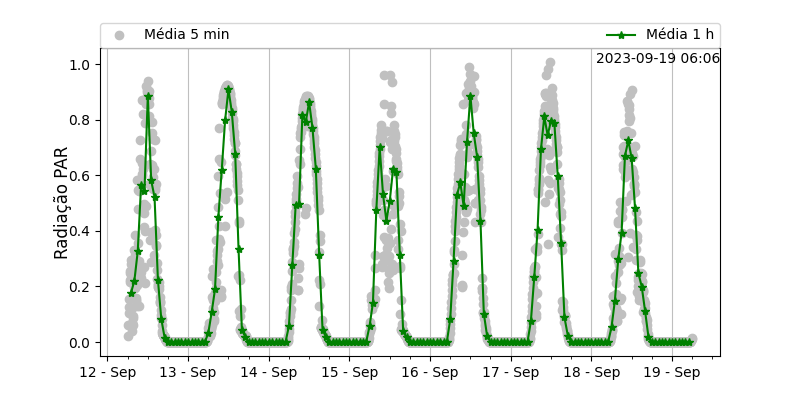 Média 5 min Média 1 h
2023-09-19 06:06
1.0
0.8
0.6
0.4
0.2
0.0
Radiação PAR
12 - Sep 13 - Sep 14 - Sep 15 - Sep 16 - Sep 17 - Sep 18 - Sep 19 - Sep